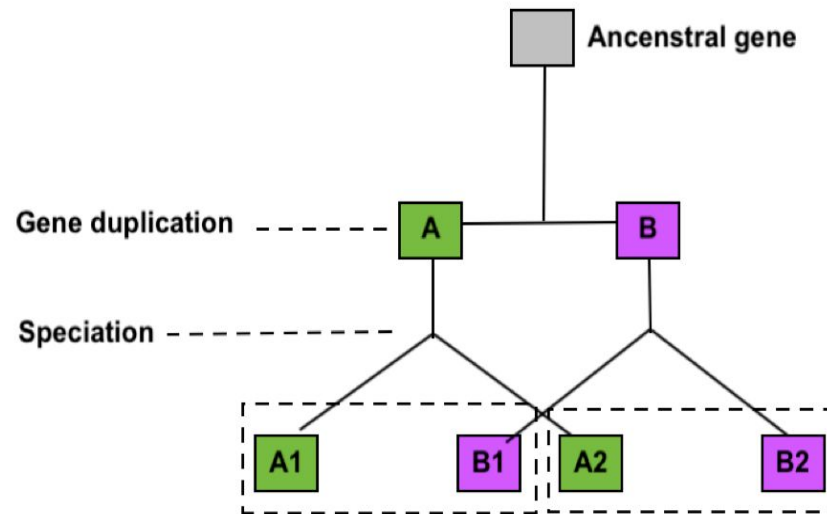 Ancenstral gene
Gene duplication
A
B
Speciation
A1
B1
A2
B2